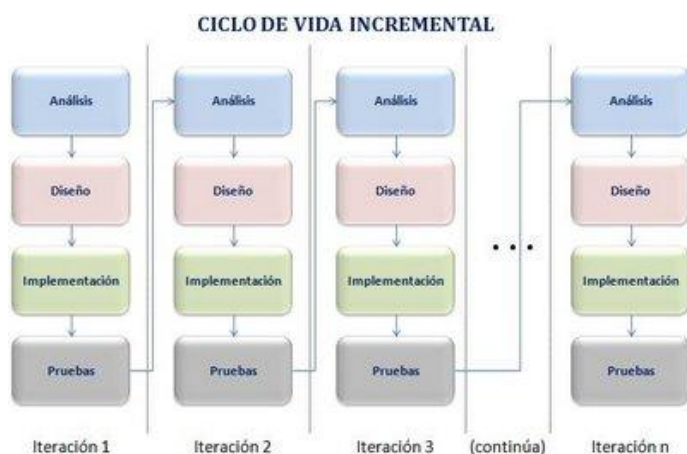 CICLO DE VIDA INCREMENTAL
Análisis
Diseño
Implementación
Pruebas
Iteración 1
Análisis
Diseño
Implementación
Pruebas
Iteración 2
Análisis
Diseño
Implementación
Pruebas
Iteración 3
...
(continúa)
Análisis
Diseño
Implementación
Pruebas
Iteración n